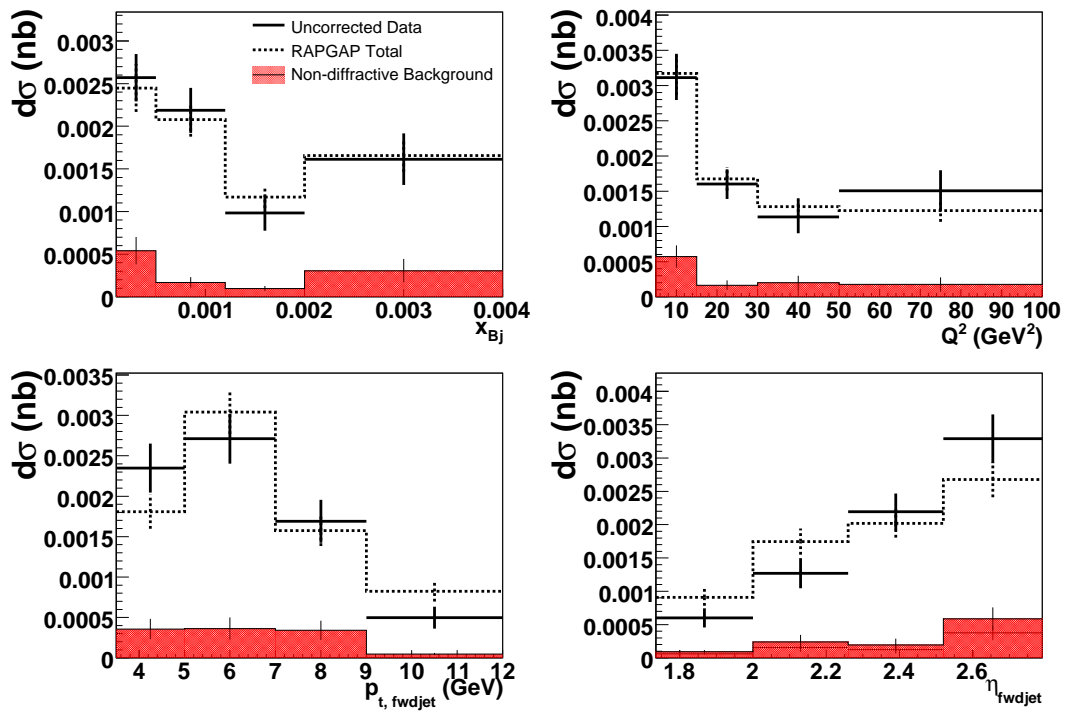 dσ (nb)
0.003
0.0025
0.002
0.0015
0.001
0.0005
0
0.001 0.002 0.003 0.004
x_Bj
Uncorrected Data
RAPGAP Total
Non-diffractive Background
dσ (nb)
0.004
0.0035
0.003
0.0025
0.002
0.0015
0.001
0.0005
0
10 20 30 40 50 60 70 80 90 100
Q² (GeV²)
dσ (nb)
0.0035
0.003
0.0025
0.002
0.0015
0.001
0.0005
0
4 5 6 7 8 9 10 11 12
p_t, fwdjet (GeV)
dσ (nb)
0.004
0.0035
0.003
0.0025
0.002
0.0015
0.001
0.0005
0
1.8 2 2.2 2.4 2.6
η_fwdjet